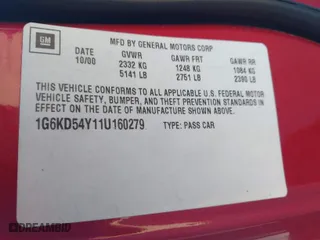 GM
MFD BY GENERAL MOTORS CORP
DATE GVWR GAWR FRT GAWR RR
10/00 2332 KG 1248 KG 1084 KG
5141 LB 2751 LB 2390 LB
THIS VEHICLE CONFORMS TO ALL APPLICABLE U.S. FEDERAL MOTOR
VEHICLE SAFETY, BUMPER, AND THEFT PREVENTION STANDARDS
IN EFFECT ON THE DATE OF MANUFACTURE SHOWN ABOVE.
1G6KD54Y11U160279 TYPE: PASS CAR
DREAMBID